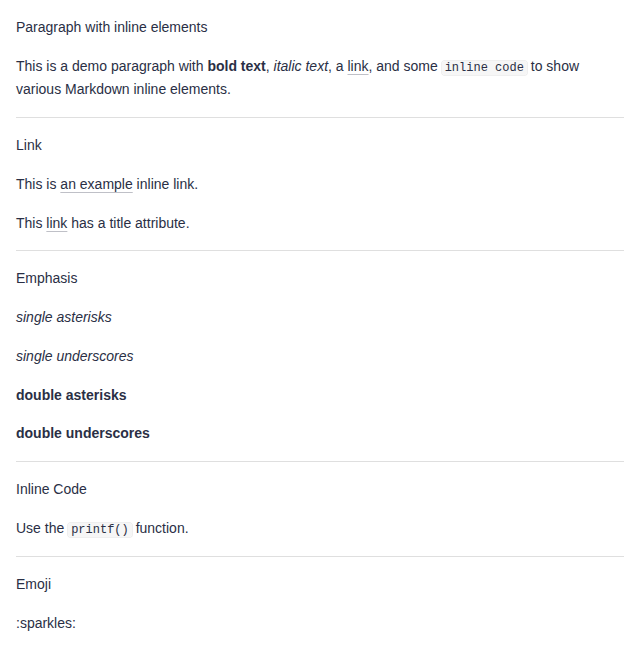 Paragraph with inline elements
This is a demo paragraph with bold text, italic text, a link, and some inline code to show
various Markdown inline elements.
Link
This is an example inline link.
This link has a title attribute.
Emphasis
single asterisks
single underscores
double asterisks
double underscores
Inline Code
Use the printf() function.
Emoji
:sparkles: